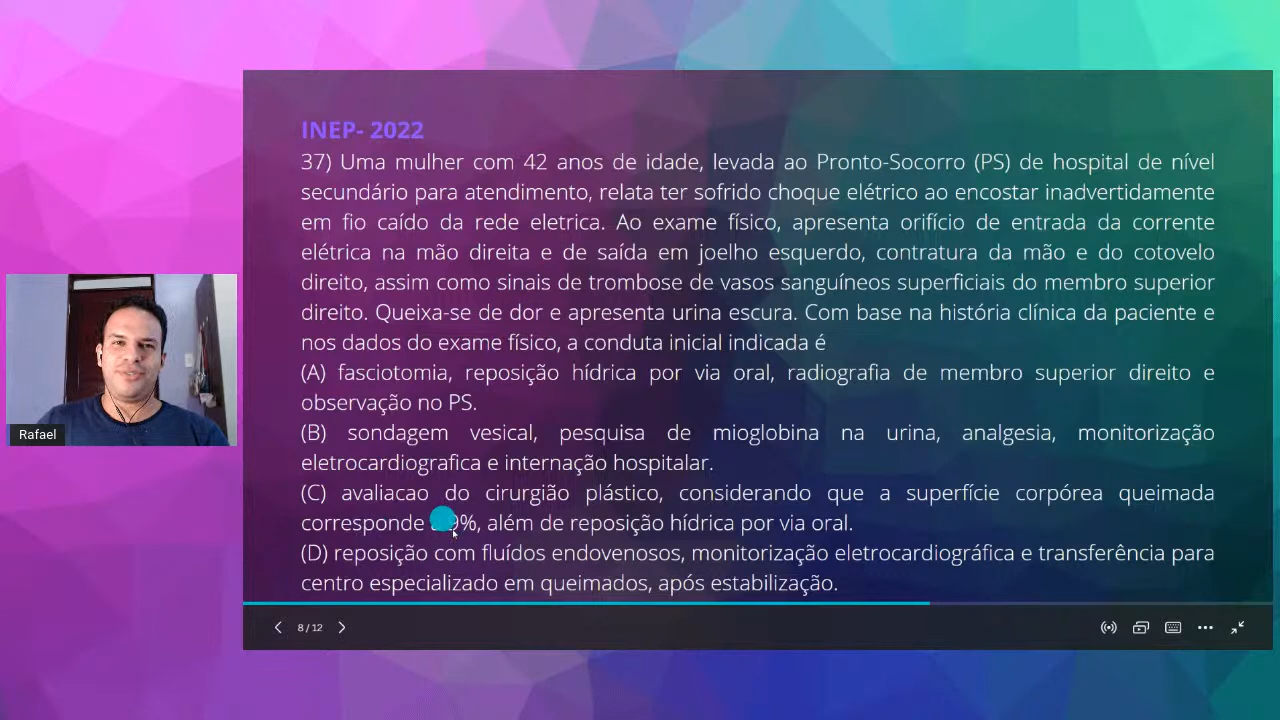 INEP- 2022
37) Uma mulher com 42 anos de idade, levada ao Pronto-Socorro (PS) de hospital de nível
secundário para atendimento, relata ter sofrido choque elétrico ao encostar inadvertidamente
em fio caído da rede eletrica. Ao exame físico, apresenta orifício de entrada da corrente
elétrica na mão direita e de saída em joelho esquerdo, contratura da mão e do cotovelo
direito, assim como sinais de trombose de vasos sanguíneos superficiais do membro superior
direito. Queixa-se de dor e apresenta urina escura. Com base na história clínica da paciente e
nos dados do exame físico, a conduta inicial indicada é
(A) fasciotomia, reposição hídrica por via oral, radiografia de membro superior direito e
observação no PS.
(B) sondagem vesical, pesquisa de mioglobina na urina, analgesia, monitorização
eletrocardiografica e internação hospitalar.
(C) avaliacao do cirurgião plástico, considerando que a superfície corpórea queimada
corresponde 9%, além de reposição hídrica por via oral.
(D) reposição com fluídos endovenosos, monitorização eletrocardiográfica e transferência para
centro especializado em queimados, após estabilização.
8 / 12
Rafael